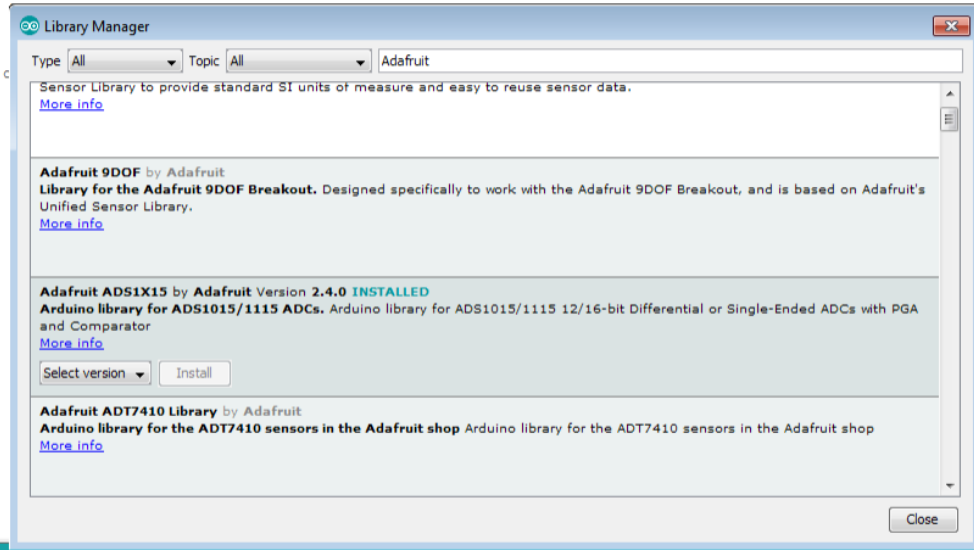 Library Manager
Type All Topic All Adafruit
Sensor Library to provide standard SI units of measure and easy to reuse sensor data.
More info
Adafruit 9DOF by Adafruit
Library for the Adafruit 9DOF Breakout. Designed specifically to work with the Adafruit 9DOF Breakout, and is based on Adafruit's
Unified Sensor Library.
More info
Adafruit ADS1X15 by Adafruit Version 2.4.0 INSTALLED
Arduino library for ADS1015/1115 ADCs. Arduino library for ADS1015/1115 12/16-bit Differential or Single-Ended ADCs with PGA
and Comparator
More info
Select version Install
Adafruit ADT7410 Library by Adafruit
Arduino library for the ADT7410 sensors in the Adafruit shop Arduino library for the ADT7410 sensors in the Adafruit shop
More info
Close